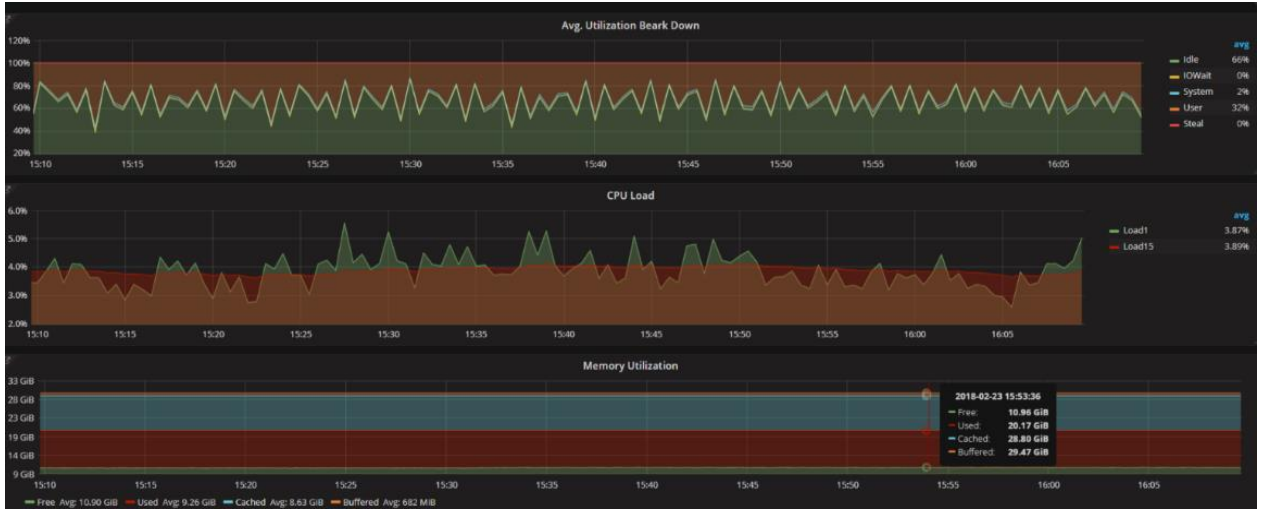 Avg. Utilization Beark Down
120%
100%
80%
60%
40%
20%
15:10 15:15 15:20 15:25 15:30 15:35 15:40 15:45 15:50 15:55 16:00 16:05
avg
Idle 66%
IOWait 0%
System 2%
User 32%
Steal 0%
CPU Load
6.0%
5.0%
4.0%
3.0%
2.0%
15:10 15:15 15:20 15:25 15:30 15:35 15:40 15:45 15:50 15:55 16:00 16:05
avg
Load1 3.87%
Load15 3.89%
Memory Utilization
33 GiB
28 GiB
23 GiB
19 GiB
14 GiB
9 GiB
15:10 15:15 15:20 15:25 15:30 15:35 15:40 15:45 15:50 15:55 16:00 16:05
2018-02-23 15:53:36
Free: 10.96 GiB
Used: 20.17 GiB
Cached: 28.80 GiB
Buffered: 29.47 GiB
Free Avg: 10.90 GiB Used Avg: 9.26 GiB Cached Avg: 8.63 GiB Buffered Avg: 682 MiB